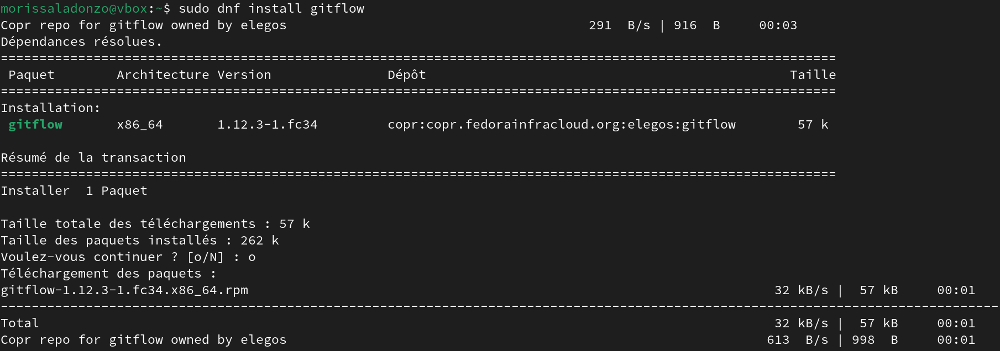 morissaladonzo@vbox:~$ sudo dnf install gitflow
Copr repo for gitflow owned by elegos                                       291  B/s | 916  B     00:03
Dépendances résolues.
============================================================================================================
 Paquet        Architecture Version               Dépôt                                               Taille
============================================================================================================
Installation:
 gitflow       x86_64       1.12.3-1.fc34         copr:copr.fedorainfracloud.org:elegos:gitflow        57 k
Résumé de la transaction
============================================================================================================
Installer  1 Paquet
Taille totale des téléchargements : 57 k
Taille des paquets installés : 262 k
Voulez-vous continuer ? [o/N] : o
Téléchargement des paquets :
gitflow-1.12.3-1.fc34.x86_64.rpm                                                                    32 kB/s |  57 kB     00:01
---------------------------------------------------------------------------------------------------------------------------------
Total                                                                                               32 kB/s |  57 kB     00:01
Copr repo for gitflow owned by elegos                                                              613  B/s | 998  B     00:01